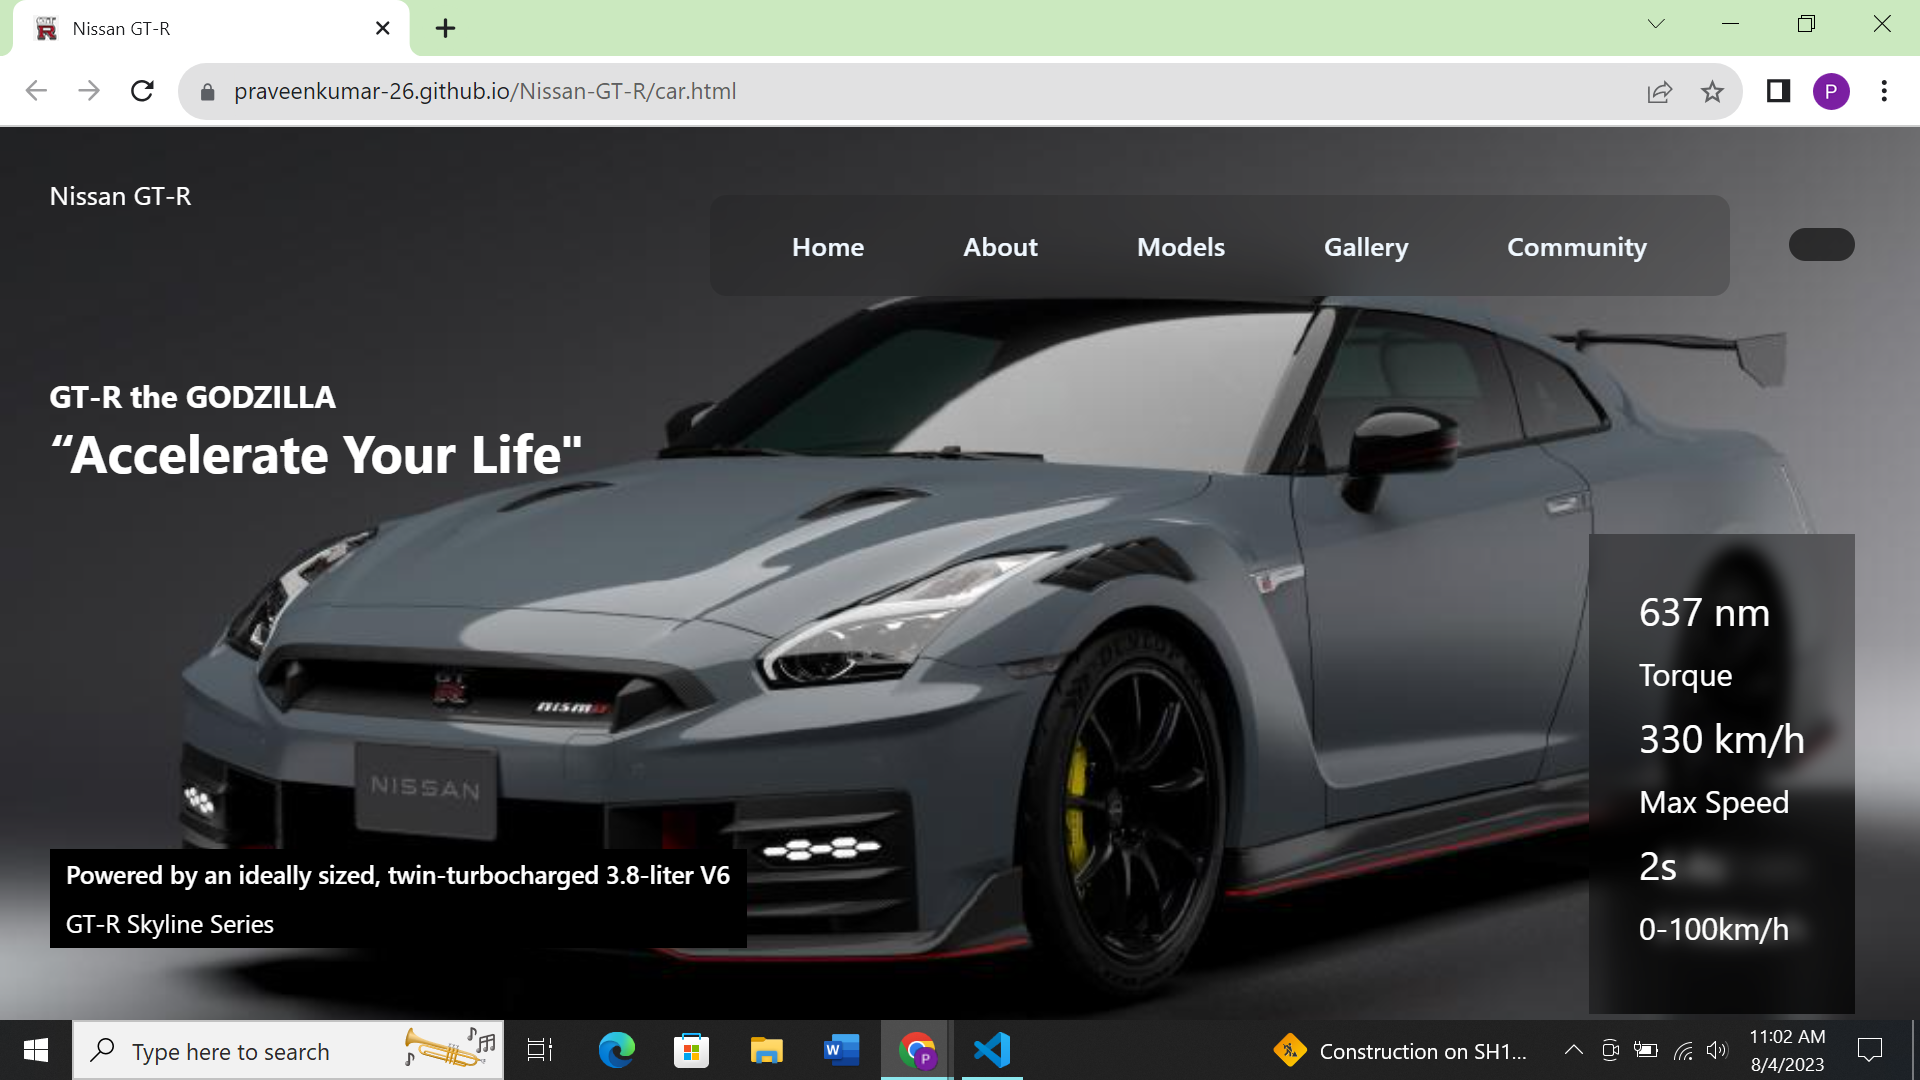 Nissan GT-R
praveenkumar-26.github.io/Nissan-GT-R/car.html
P
Nissan GT-R
Home
About
Models
Gallery
Community
GT-R the GODZILLA
“Accelerate Your Life"
637 nm
Torque
330 km/h
Max Speed
2s
0-100km/h
GT R
nismo
NISSAN
DUNLOP
Powered by an ideally sized, twin-turbocharged 3.8-liter V6
GT-R Skyline Series
Type here to search
W
P
Construction on SH1...
11:02 AM
8/4/2023